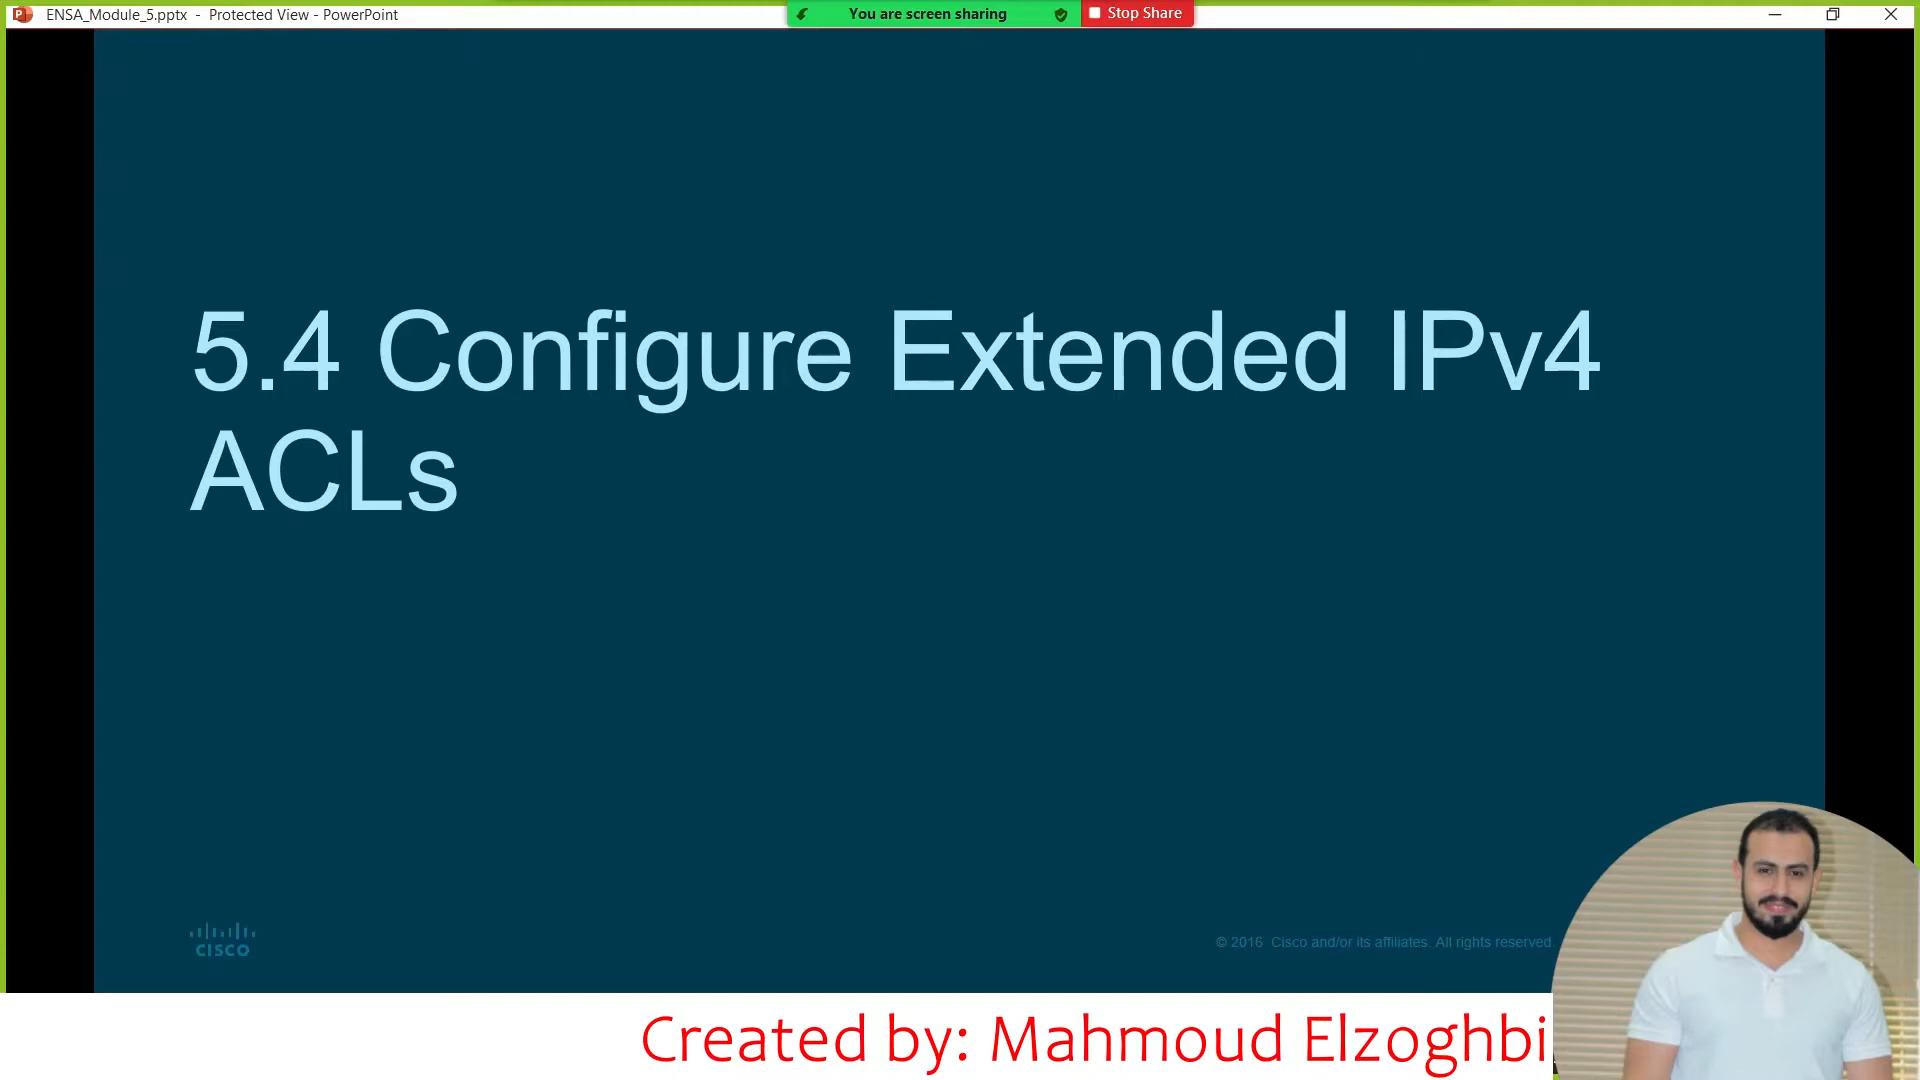 ENSA_Module_5.pptx - Protected View - PowerPoint
You are screen sharing
Stop Share
5.4 Configure Extended IPv4
ACLs
CISCO
© 2016 Cisco and/or its affiliates. All rights reserved.
Created by: Mahmoud Elzoghbi